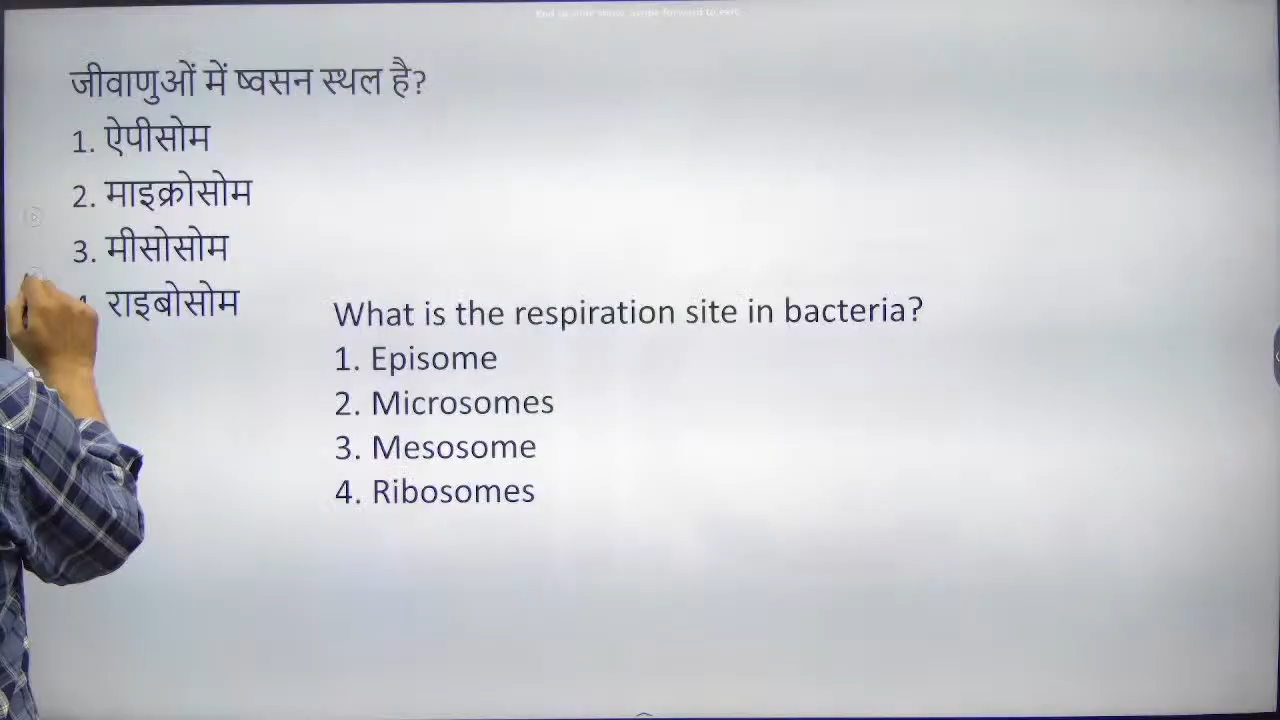 जीवाणुओं में ष्वसन स्थल है?
1. ऐपीसोम
2. माइक्रोसोम
3. मीसोसोम
राइबोसोम
What is the respiration site in bacteria?
1. Episome
2. Microsomes
3. Mesosome
4. Ribosomes